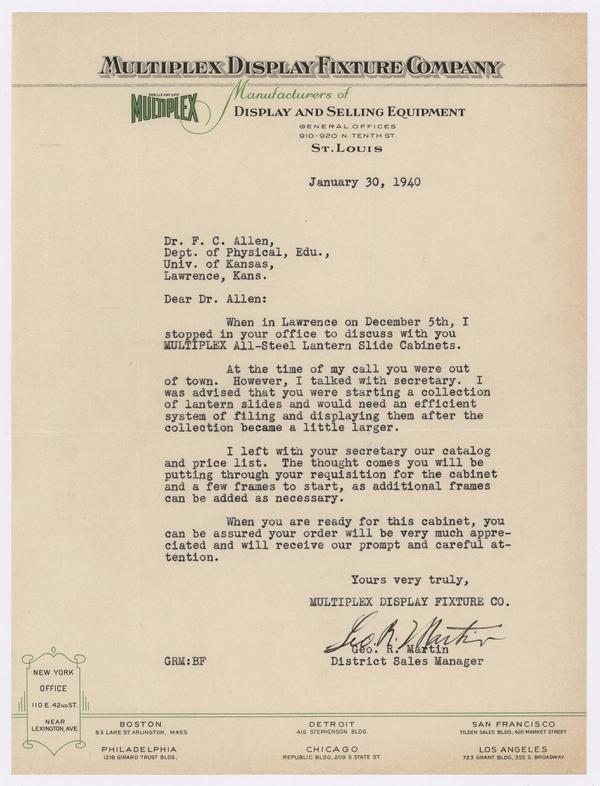 MULTIPLEX DISPLAY FIXTURE COMPANY
REG. U.S. PAT. OFF.
MULTIPLEX
Manufacturers of
DISPLAY AND SELLING EQUIPMENT
GENERAL OFFICES
910-920 N. TENTH ST.
ST. LOUIS
January 30, 1940
Dr. F. C. Allen,
Dept. of Physical, Edu.,
Univ. of Kansas,
Lawrence, Kans.
Dear Dr. Allen:
When in Lawrence on December 5th, I
stopped in your office to discuss with you
MULTIPLEX All-Steel Lantern Slide Cabinets.
At the time of my call you were out
of town. However, I talked with secretary. I
was advised that you were starting a collection
of lantern slides and would need an efficient
system of filing and displaying them after the
collection became a little larger.
I left with your secretary our catalog
and price list. The thought comes you will be
putting through your requisition for the cabinet
and a few frames to start, as additional frames
can be added as necessary.
When you are ready for this cabinet, you
can be assured your order will be very much appre-
ciated and will receive our prompt and careful at-
tention.
Yours very truly,
MULTIPLEX DISPLAY FIXTURE CO.
Geo. R. Martin
Geo. R. Martin
GRM:BF District Sales Manager
NEW YORK
OFFICE
110 E. 42ND ST.
NEAR
LEXINGTON, AVE.
BOSTON
83 LAKE ST ARLINGTON, MASS.
DETROIT
416 STEPHENSON BLDG.
SAN FRANCISCO
TILDEN SALES BLDG., 420 MARKET STREET
PHILADELPHIA
1218 GIRARD-TRUST BLDG.
CHICAGO
REPUBLIC BLDG., 209 S. STATE ST.
LOS ANGELES
723 GRANT BLDG., 355 S. BROADWAY